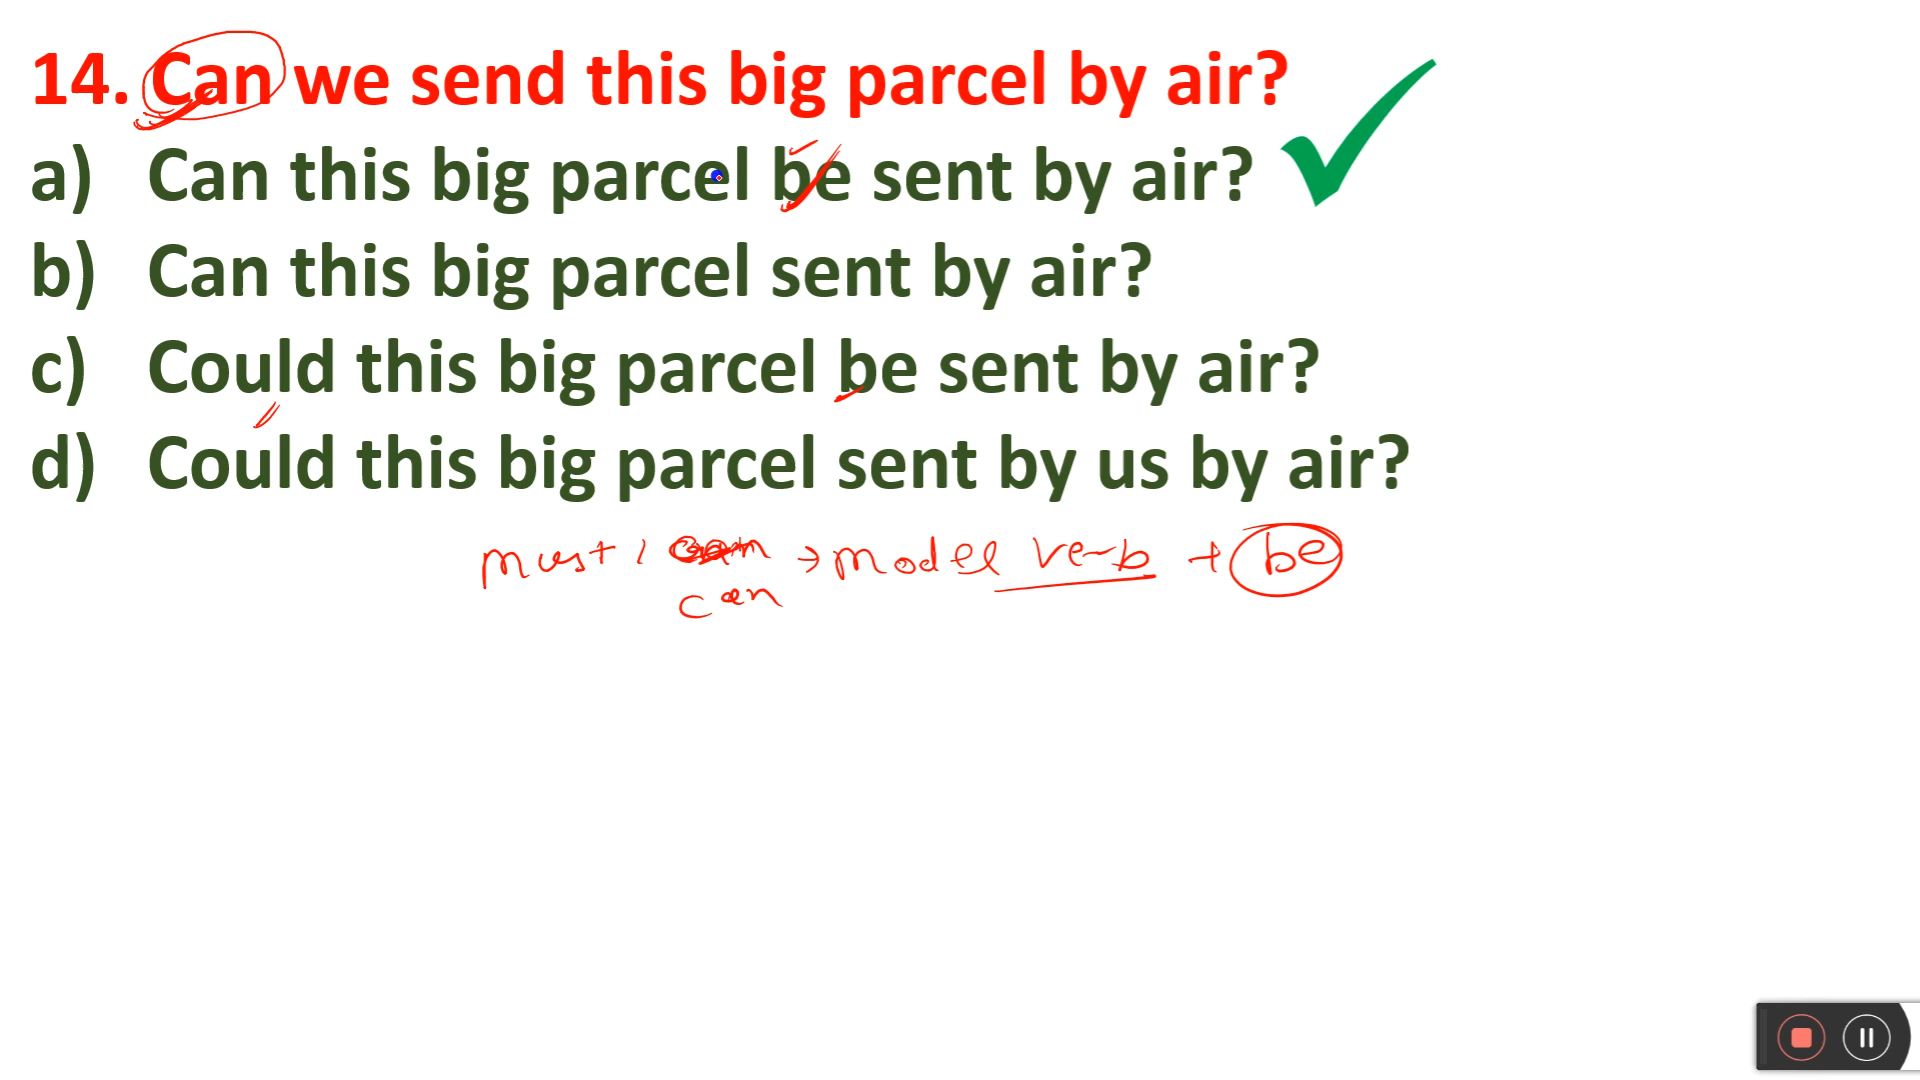 14. Can we send this big parcel by air?
a) Can this big parcel be sent by air?
b) Can this big parcel sent by air?
c) Could this big parcel be sent by air?
d) Could this big parcel sent by us by air?
must, → model verb + be
can